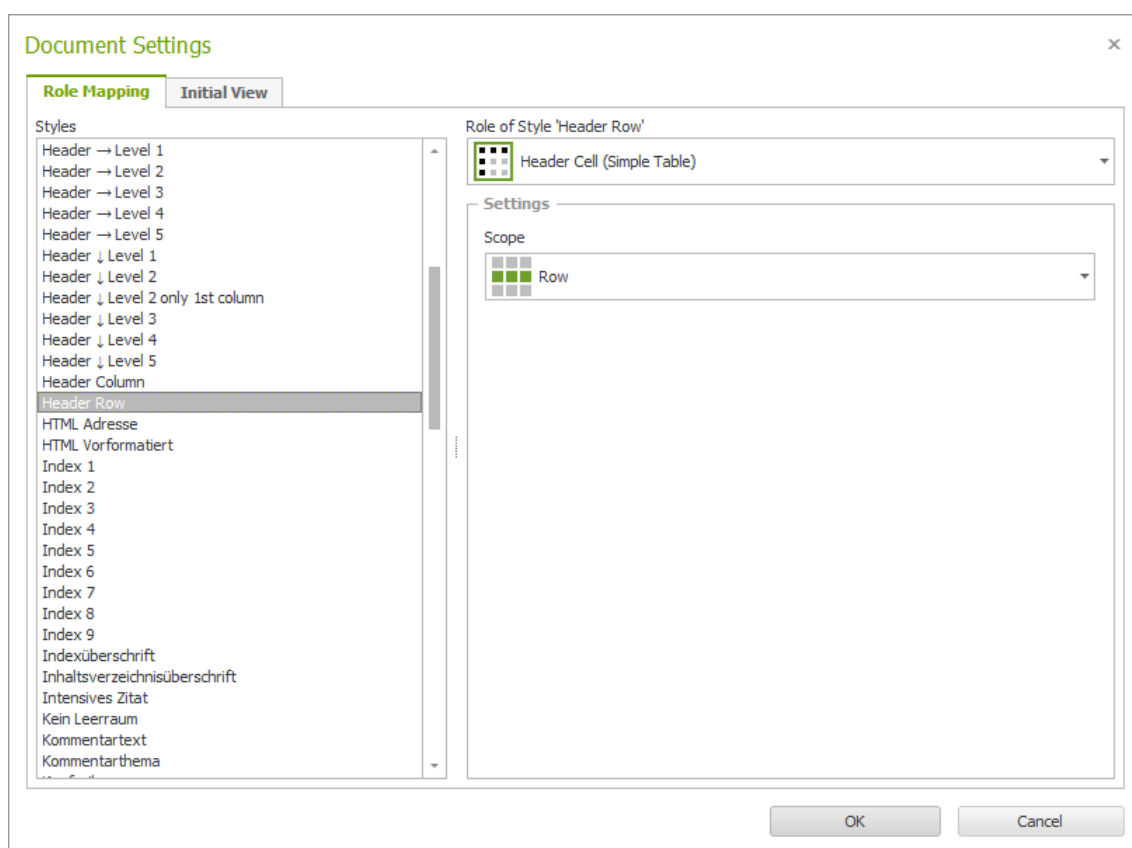 Document Settings
Role Mapping
Initial View
Styles
Header → Level 1
Header → Level 2
Header → Level 3
Header → Level 4
Header → Level 5
Header ↓ Level 1
Header ↓ Level 2
Header ↓ Level 2 only 1st column
Header ↓ Level 3
Header ↓ Level 4
Header ↓ Level 5
Header Column
Header Row
HTML Adresse
HTML Vorformatiert
Index 1
Index 2
Index 3
Index 4
Index 5
Index 6
Index 7
Index 8
Index 9
Indexüberschrift
Inhaltsverzeichnisüberschrift
Intensives Zitat
Kein Leerraum
Kommentartext
Kommentarthema
Role of Style 'Header Row'
Header Cell (Simple Table)
Settings
Scope
Row
OK
Cancel